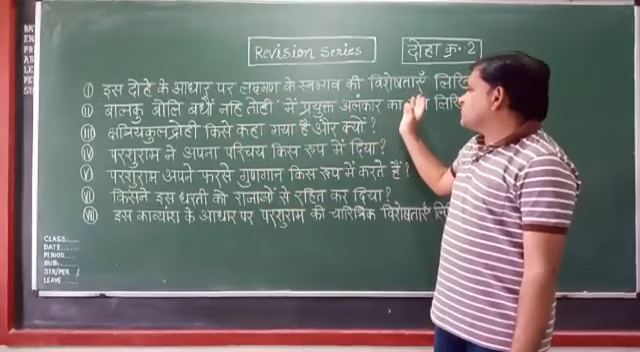 Revision Series
दोहा क्र. 2
I इस दोहे के आधार पर लक्ष्मण के स्वभाव की विशेषताएँ
II बालकु बोलि बधौं नहि तोही में प्रयुक्त अलंकार का
III क्षत्रियकुलद्रोही किसे कहा गया है और क्यों?
IV परशुराम ने अपना परिचय किस रूप में दिया?
V परशुराम अपने फरसे गुणगान किस रूप में करते हैं?
VI किसने इस धरती को राजाओं से रहित कर दिया?
VII इस काव्यांश के आधार पर परशुराम की चारित्रिक विशेषताएँ
CLASS.....
DATE.....
PERIOD....
SUB:.....
STR/PER /
LEAVE.....